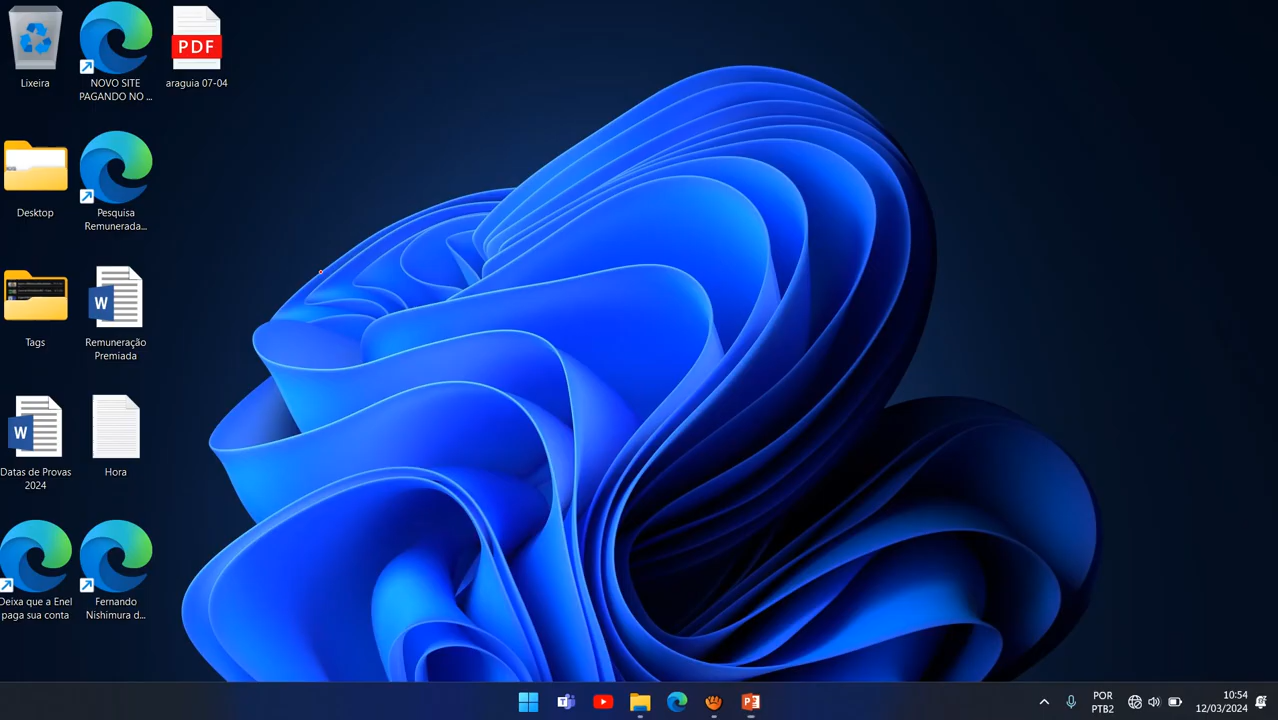 Lixeira
NOVO SITE
PAGANDO NO ...
PDF
araguia 07-04
Desktop
Pesquisa
Remunerada...
Tags
W
Remuneração
Premiada
W
Datas de Provas
2024
Hora
Deixa que a Enel
paga sua conta
Fernando
Nishimura d...
POR
PTB2
10:54
12/03/2024